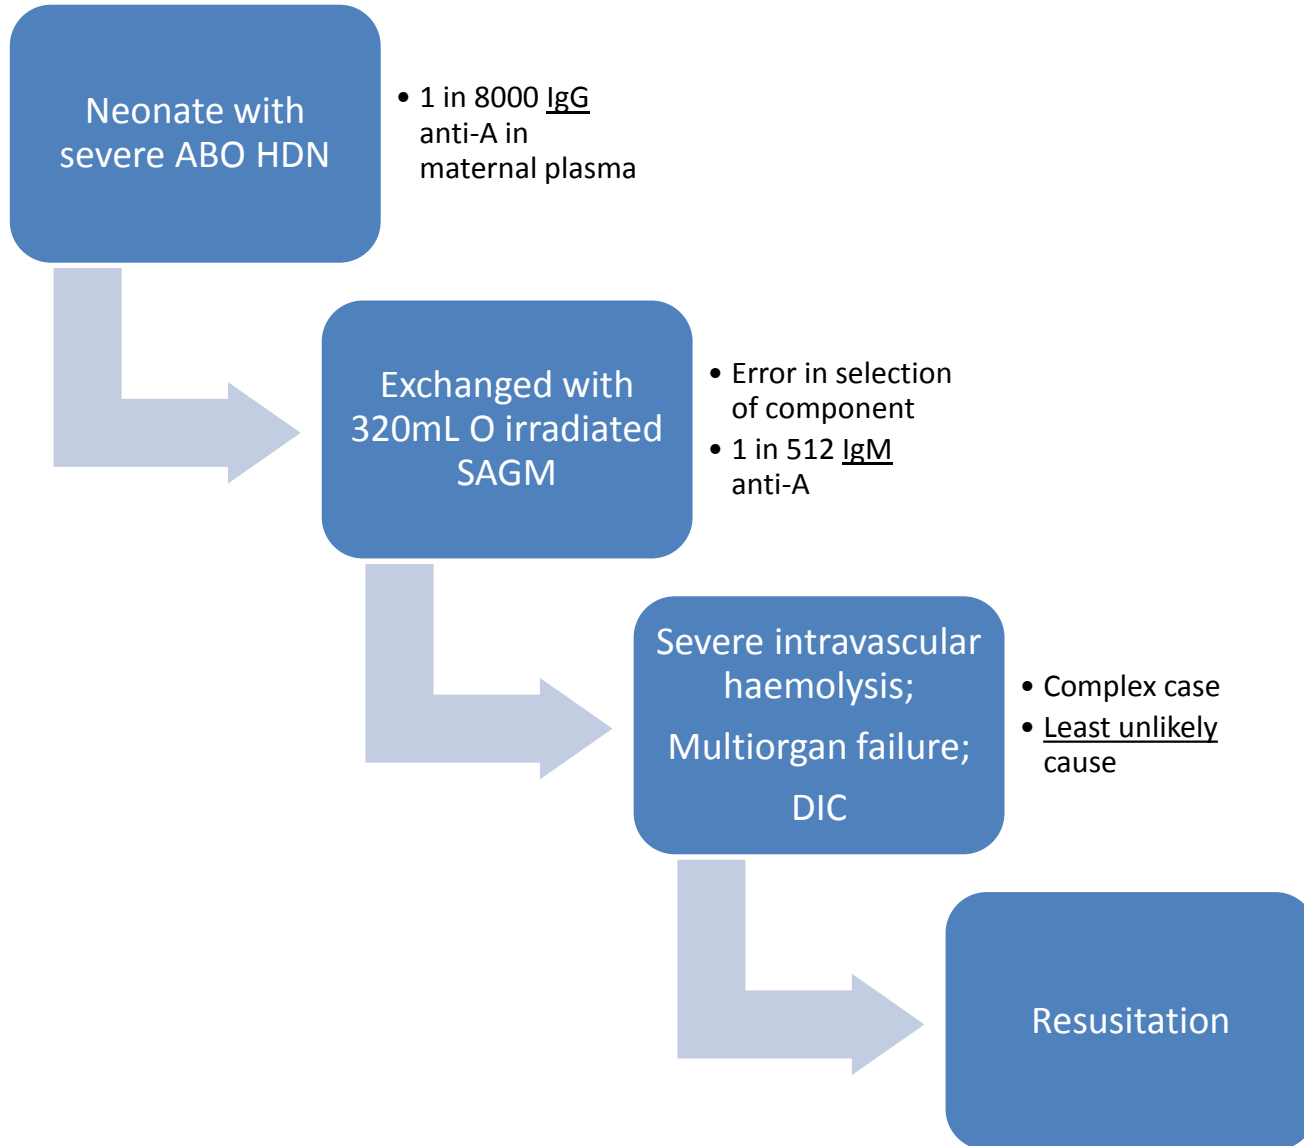 Neonate with
severe ABO HDN
• 1 in 8000 IgG
anti-A in
maternal plasma
Exchanged with
320mL O irradiated
SAGM
• Error in selection
of component
• 1 in 512 IgM
anti-A
Severe intravascular
haemolysis;
Multiorgan failure;
DIC
• Complex case
• Least unlikely
cause
Resusitation